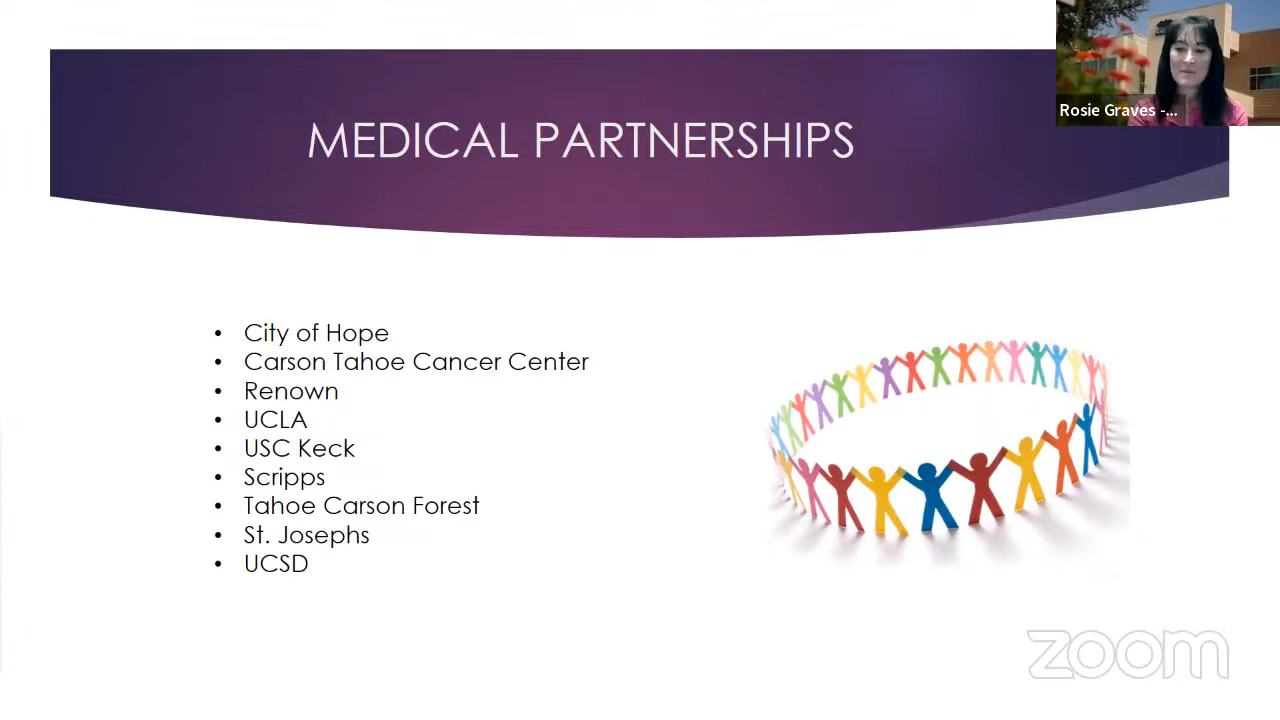 Rosie Graves -...
MEDICAL PARTNERSHIPS
• City of Hope
• Carson Tahoe Cancer Center
• Renown
• UCLA
• USC Keck
• Scripps
• Tahoe Carson Forest
• St. Josephs
• UCSD
zoom